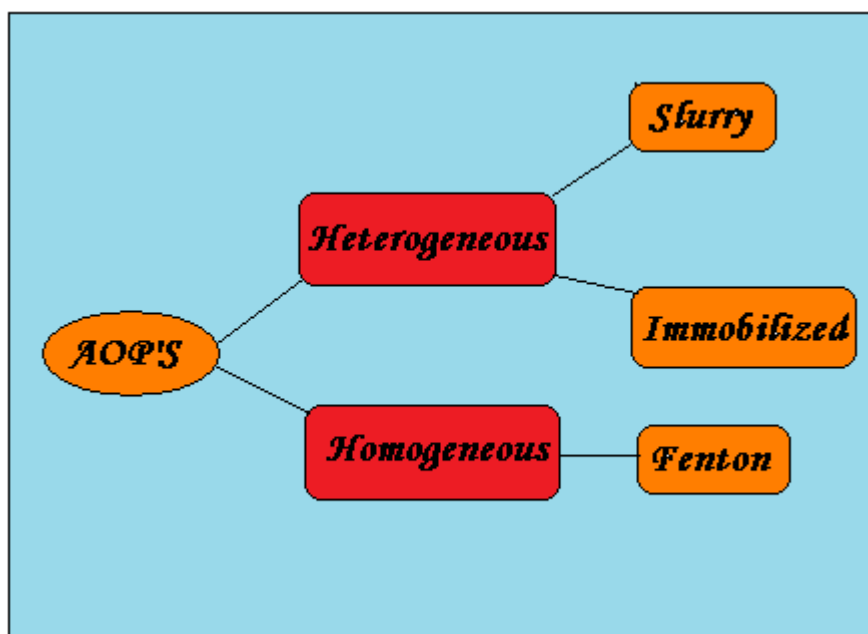 Slurry
Heterogeneous
Immobilized
AOP'S
Homogeneous
Fenton